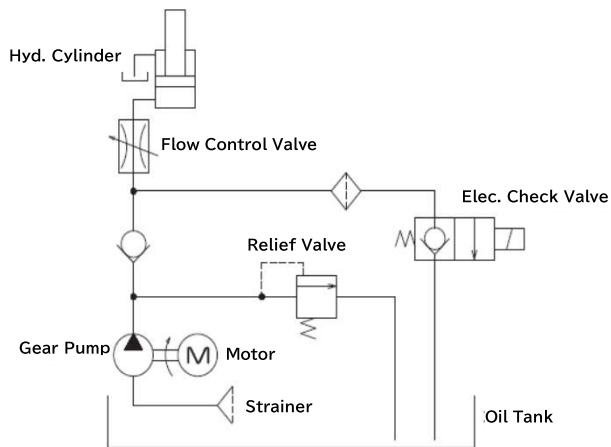 Hyd. Cylinder
Flow Control Valve
Elec. Check Valve
Relief Valve
Gear Pump
M
Motor
Strainer
Oil Tank